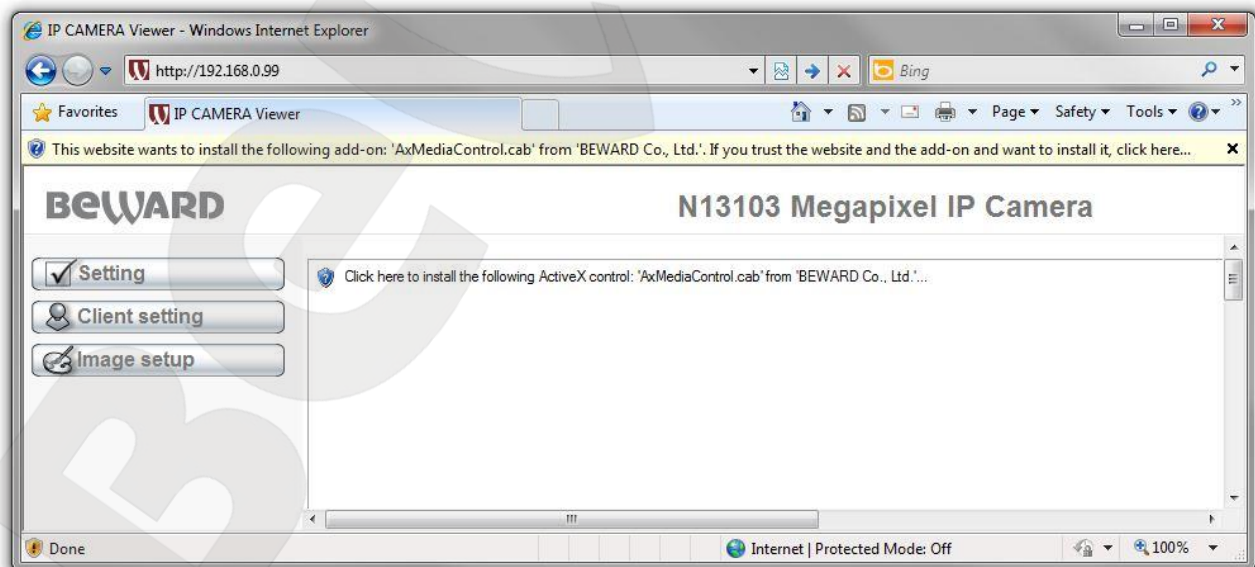 IP CAMERA Viewer - Windows Internet Explorer
http://192.168.0.99
Bing
Favorites
IP CAMERA Viewer
Page
Safety
Tools
This website wants to install the following add-on: 'AxMediaControl.cab' from 'BEWARD Co., Ltd.'. If you trust the website and the add-on and want to install it, click here...
BEWARD
N13103 Megapixel IP Camera
Setting
Click here to install the following ActiveX control: 'AxMediaControl.cab' from 'BEWARD Co., Ltd.'...
Client setting
Image setup
Done
Internet | Protected Mode: Off
100%